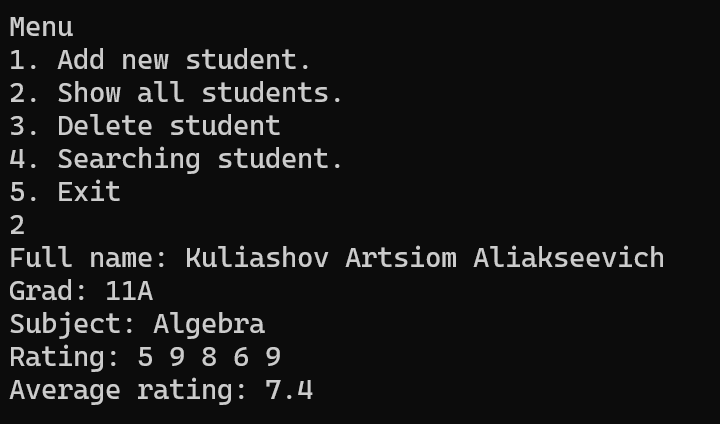 Menu
1. Add new student.
2. Show all students.
3. Delete student
4. Searching student.
5. Exit
2
Full name: Kuliashov Artsiom Aliakseevich
Grad: 11A
Subject: Algebra
Rating: 5 9 8 6 9
Average rating: 7.4